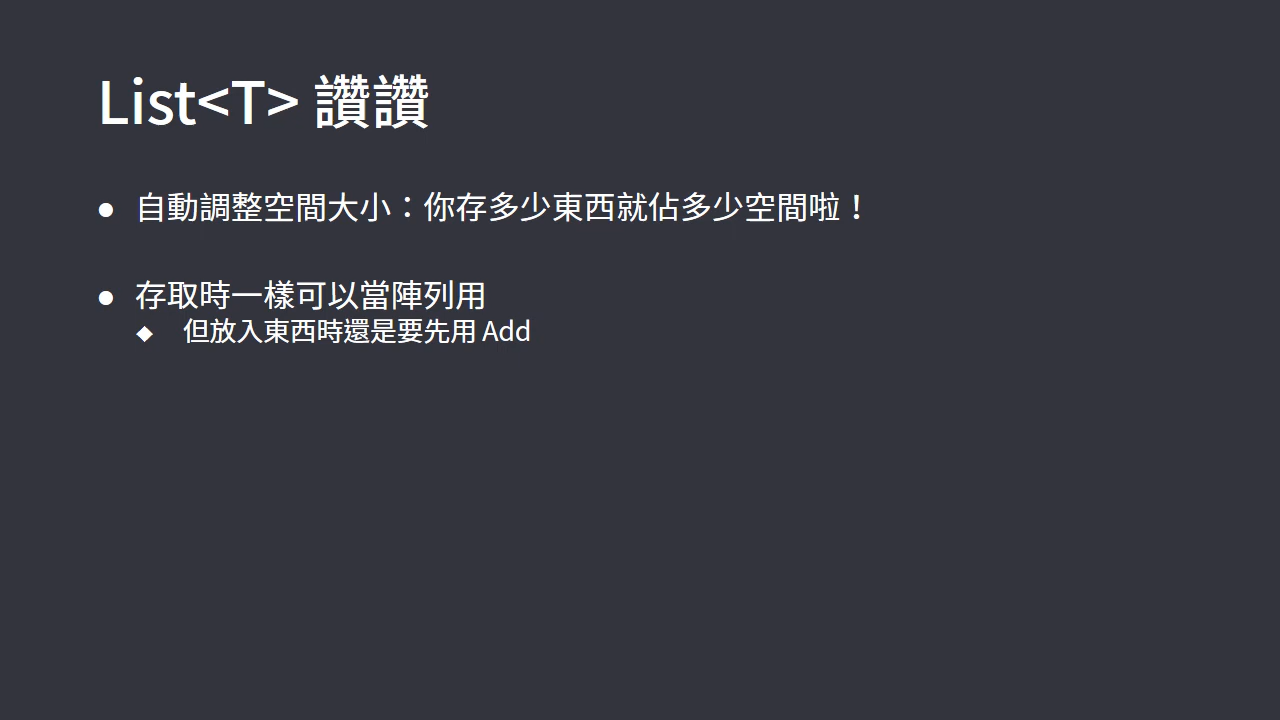 List<T> 讚讚
● 自動調整空間大小：你存多少東西就佔多少空間啦！
● 存取時一樣可以當陣列用
◆ 但放入東西時還是要先用 Add